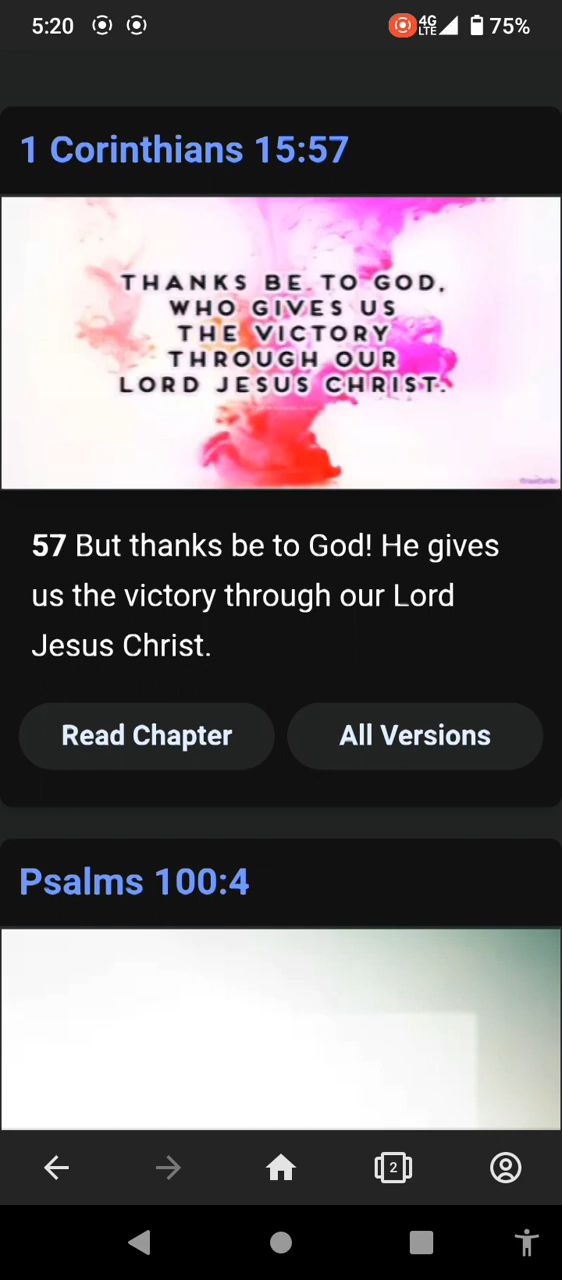 5:20
4G
LTE
75%
1 Corinthians 15:57
THANKS BE TO GOD,
WHO GIVES US
THE VICTORY
THROUGH OUR
LORD JESUS CHRIST.
57 But thanks be to God! He gives
us the victory through our Lord
Jesus Christ.
Read Chapter
All Versions
Psalms 100:4
2